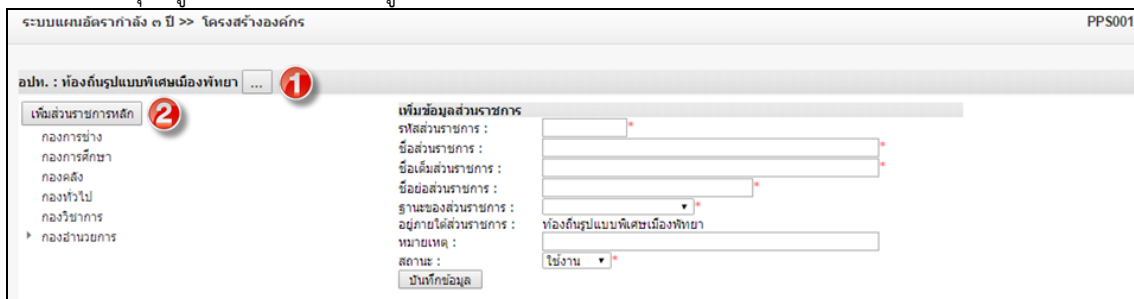 ระบบแผนอัตรากำลัง ๓ ปี >> โครงสร้างองค์กร PPS001
อปท. : ท้องถิ่นรูปแบบพิเศษเมืองพัทยา ... 1
เพิ่มส่วนราชการหลัก 2
กองการช่าง
กองการศึกษา
กองคลัง
กองทั่วไป
กองวิชาการ
กองอำนวยการ
เพิ่มข้อมูลส่วนราชการ
รหัสส่วนราชการ : *
ชื่อส่วนราชการ : *
ชื่อเต็มส่วนราชการ : *
ชื่อย่อส่วนราชการ : *
ฐานะของส่วนราชการ : *
อยู่ภายใต้ส่วนราชการ : ท้องถิ่นรูปแบบพิเศษเมืองพัทยา
หมายเหตุ :
สถานะ : ใช้งาน *
บันทึกข้อมูล